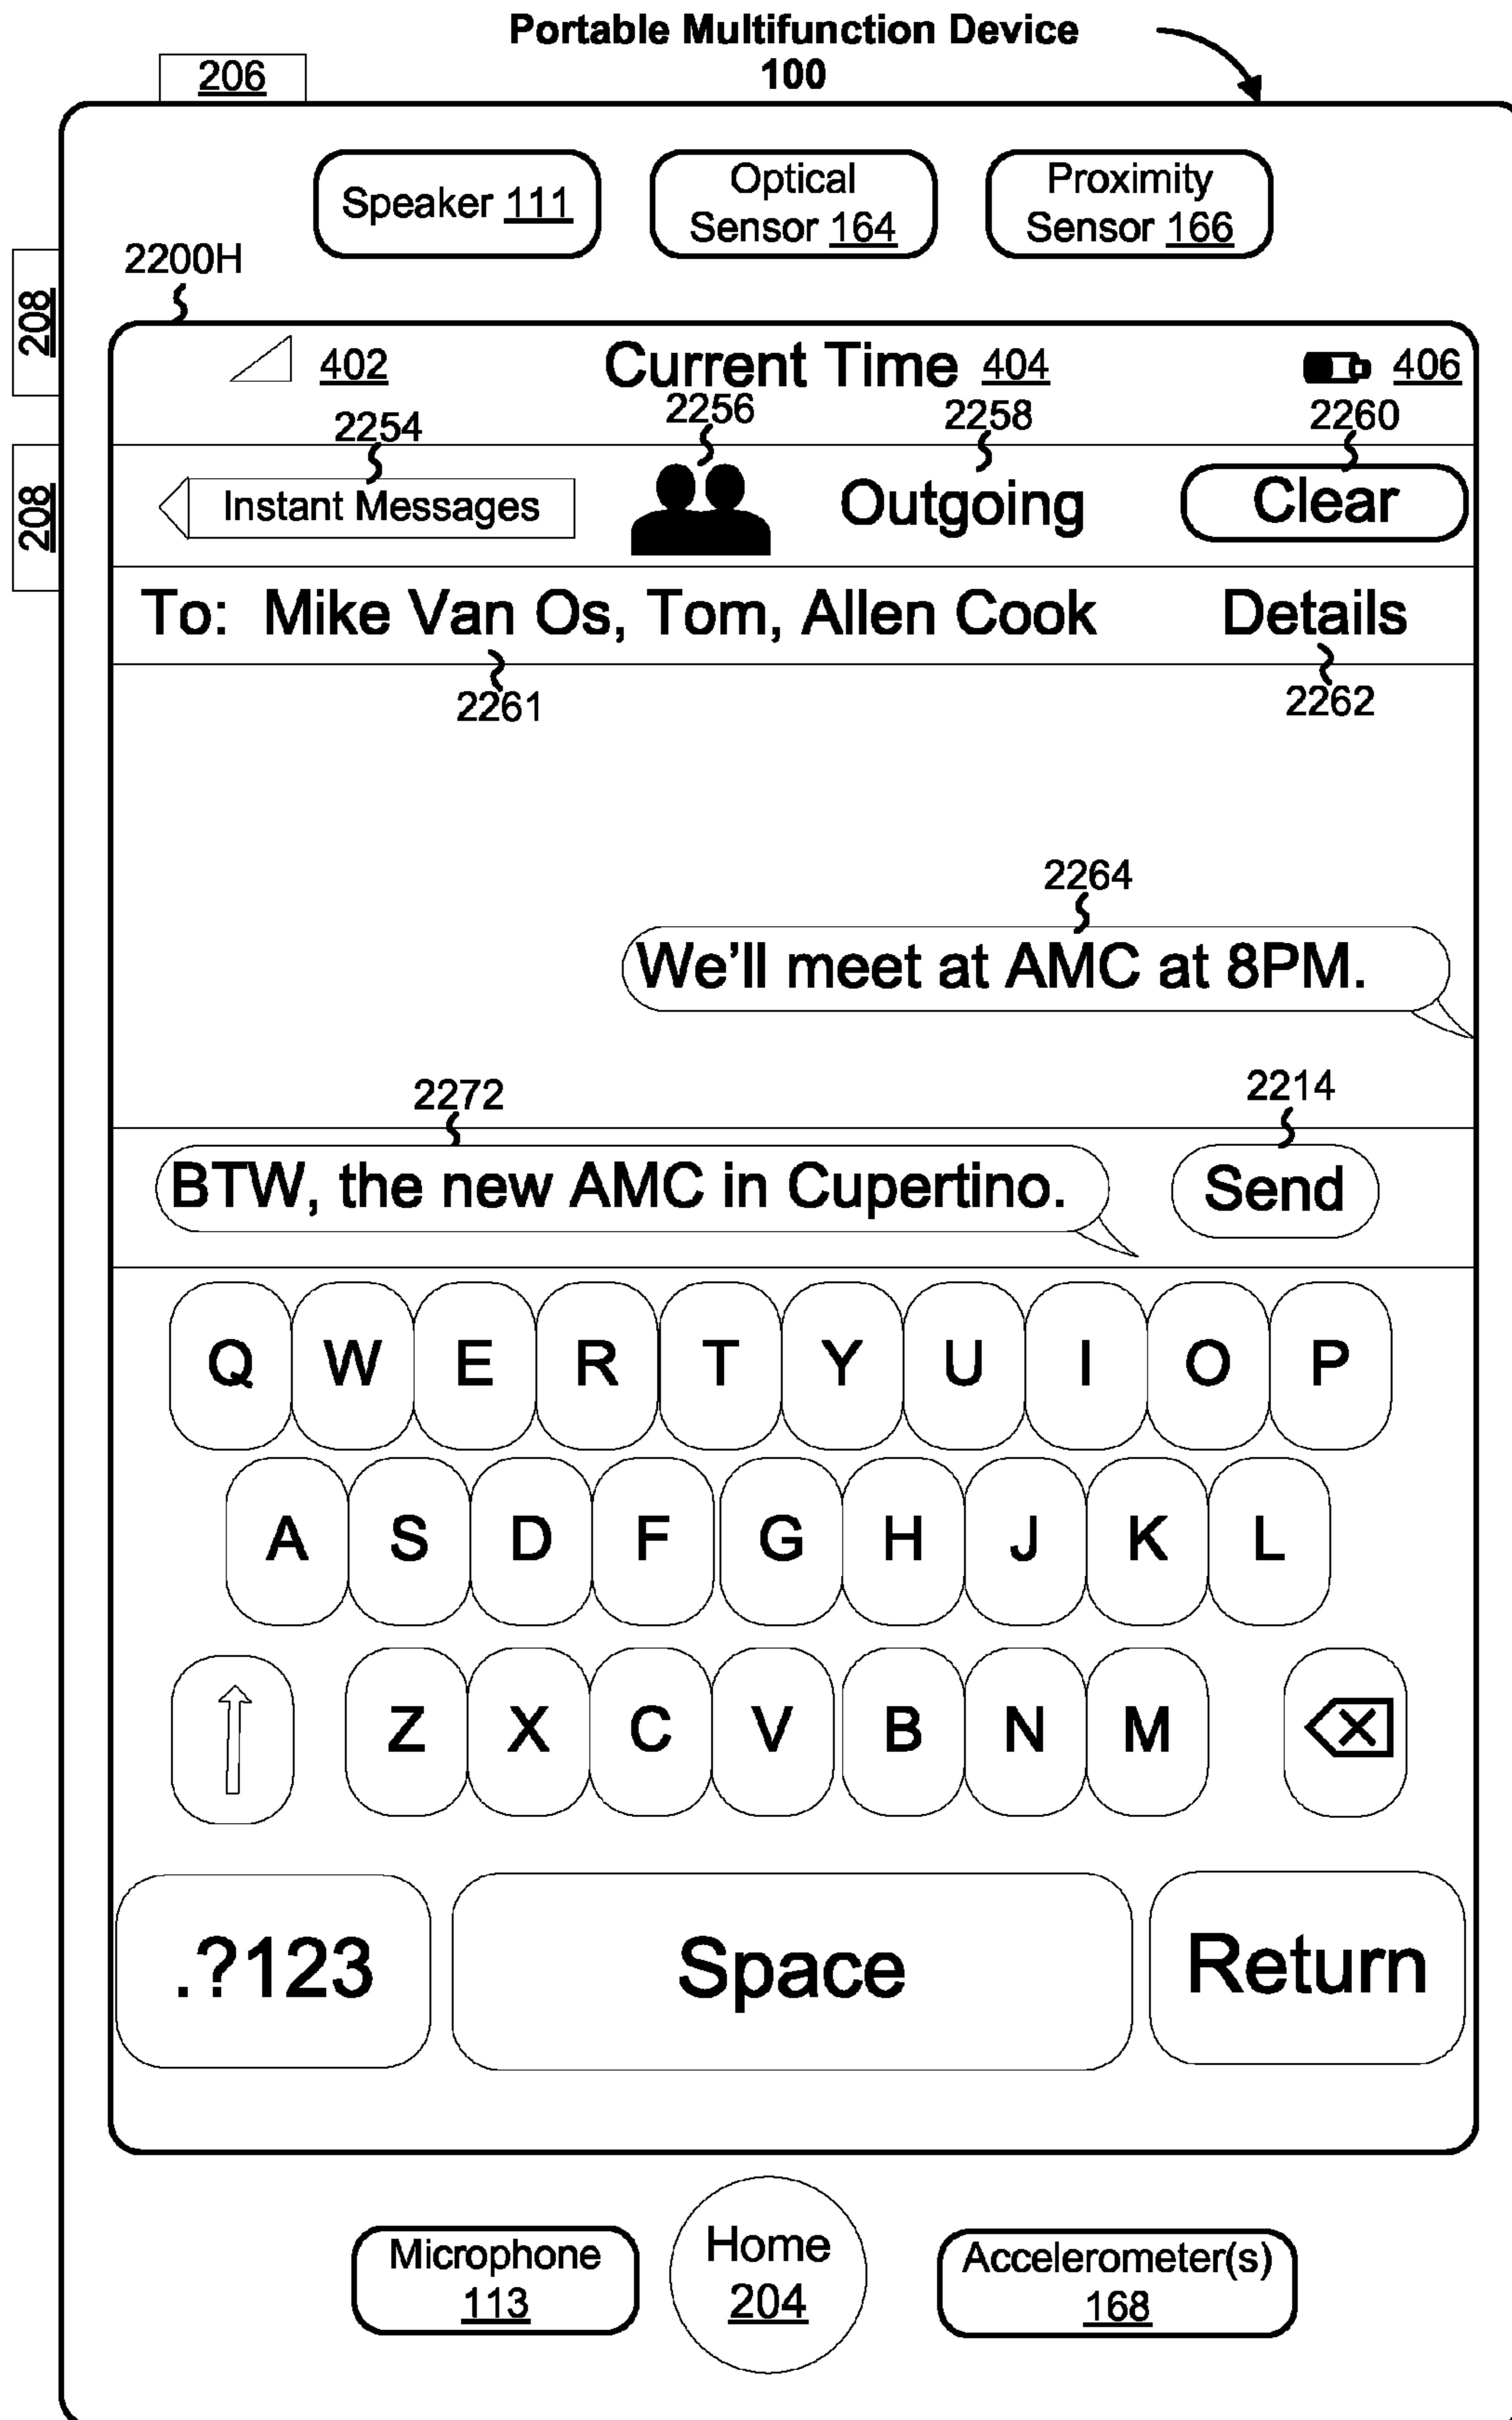 Portable Multifunction Device
100
206
Speaker 111
Optical
Sensor 164
Proximity
Sensor 166
2200H
208
208
402
Current Time 404
406
2254
2256
2258
2260
Instant Messages
Outgoing
Clear
To: Mike Van Os, Tom, Allen Cook
Details
2261
2262
2264
We'll meet at AMC at 8PM.
2272
2214
BTW, the new AMC in Cupertino.
Send
Q W E R T Y U I O P
A S D F G H J K L
Z X C V B N M
.?123
Space
Return
Microphone
113
Home
204
Accelerometer(s)
168